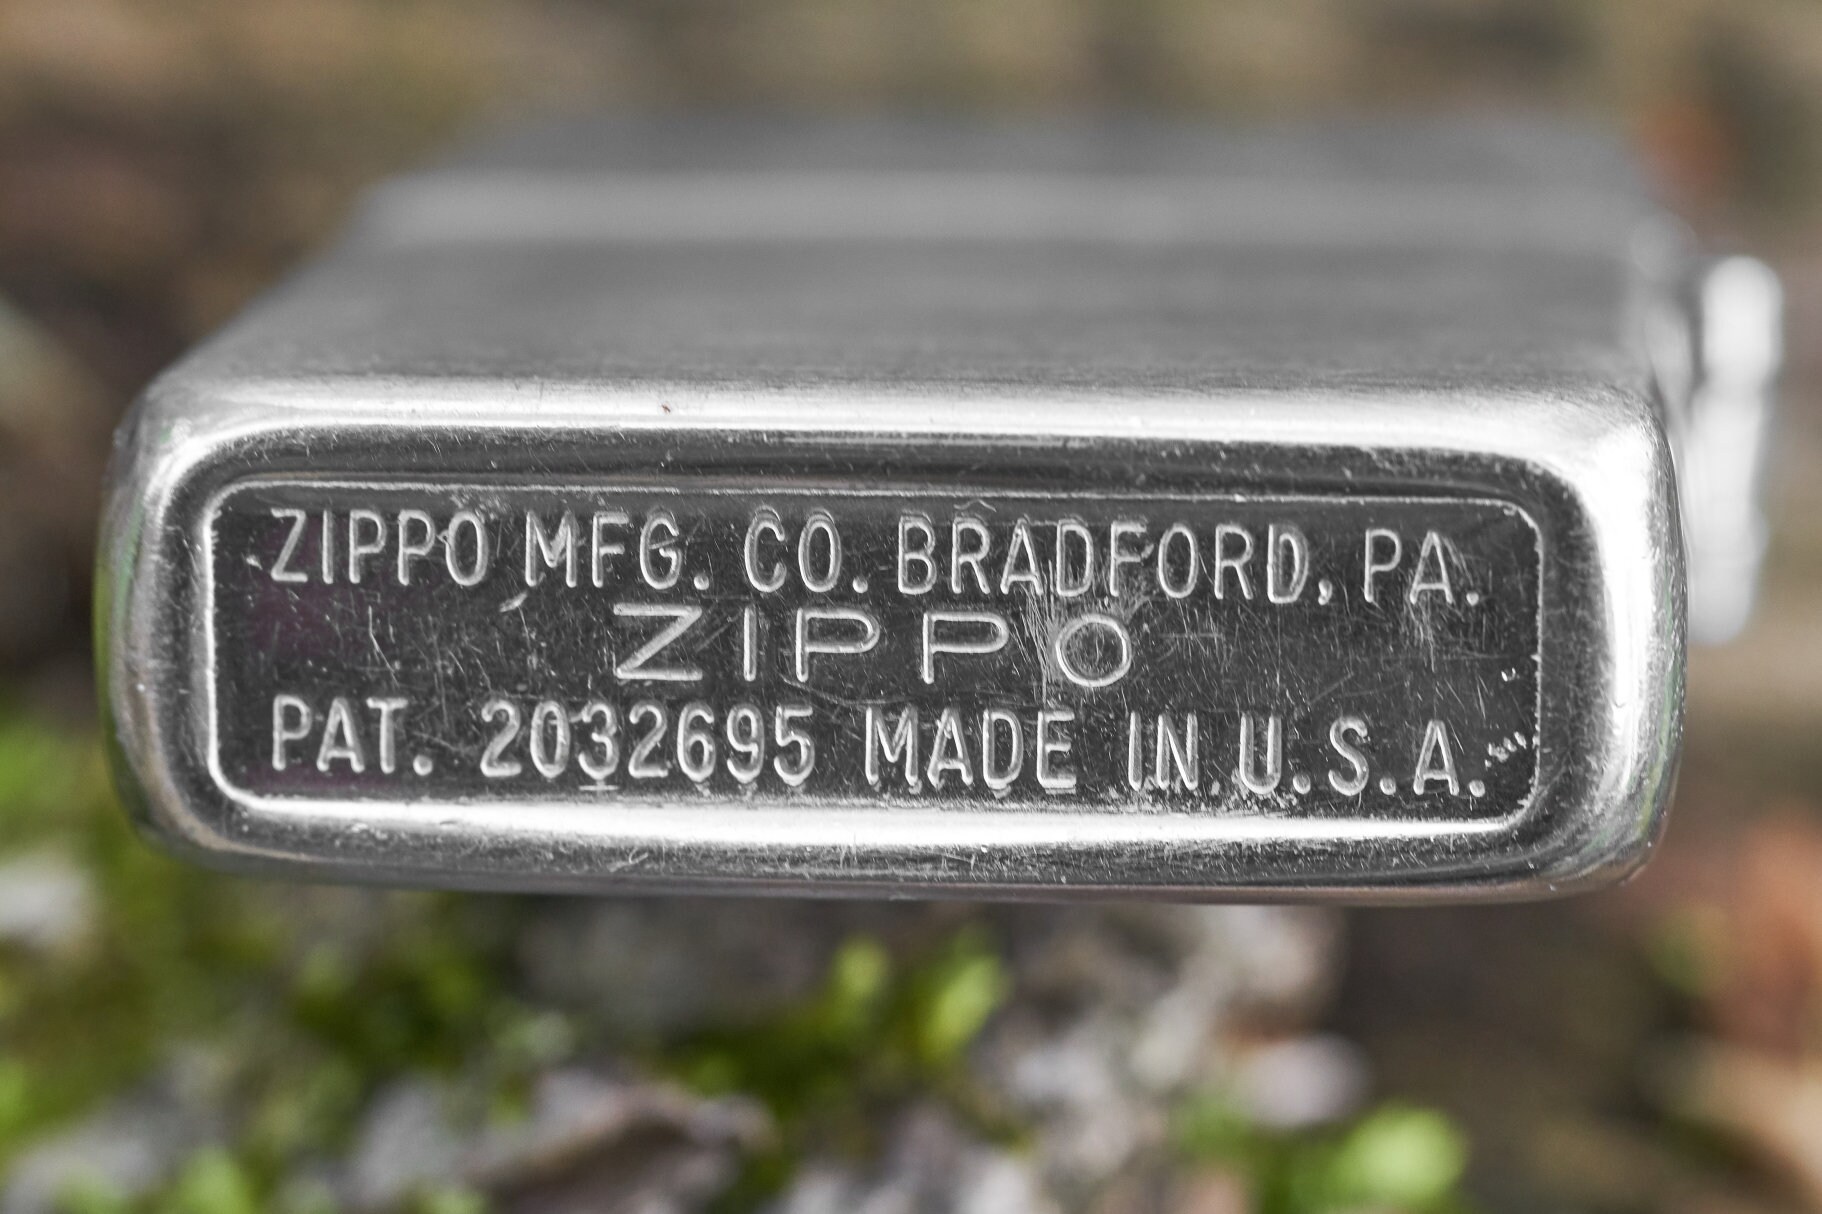 ZIPPO MFG. CO. BRADFORD, PA.
ZIPPO
PAT. 2032695 MADE IN U.S.A.